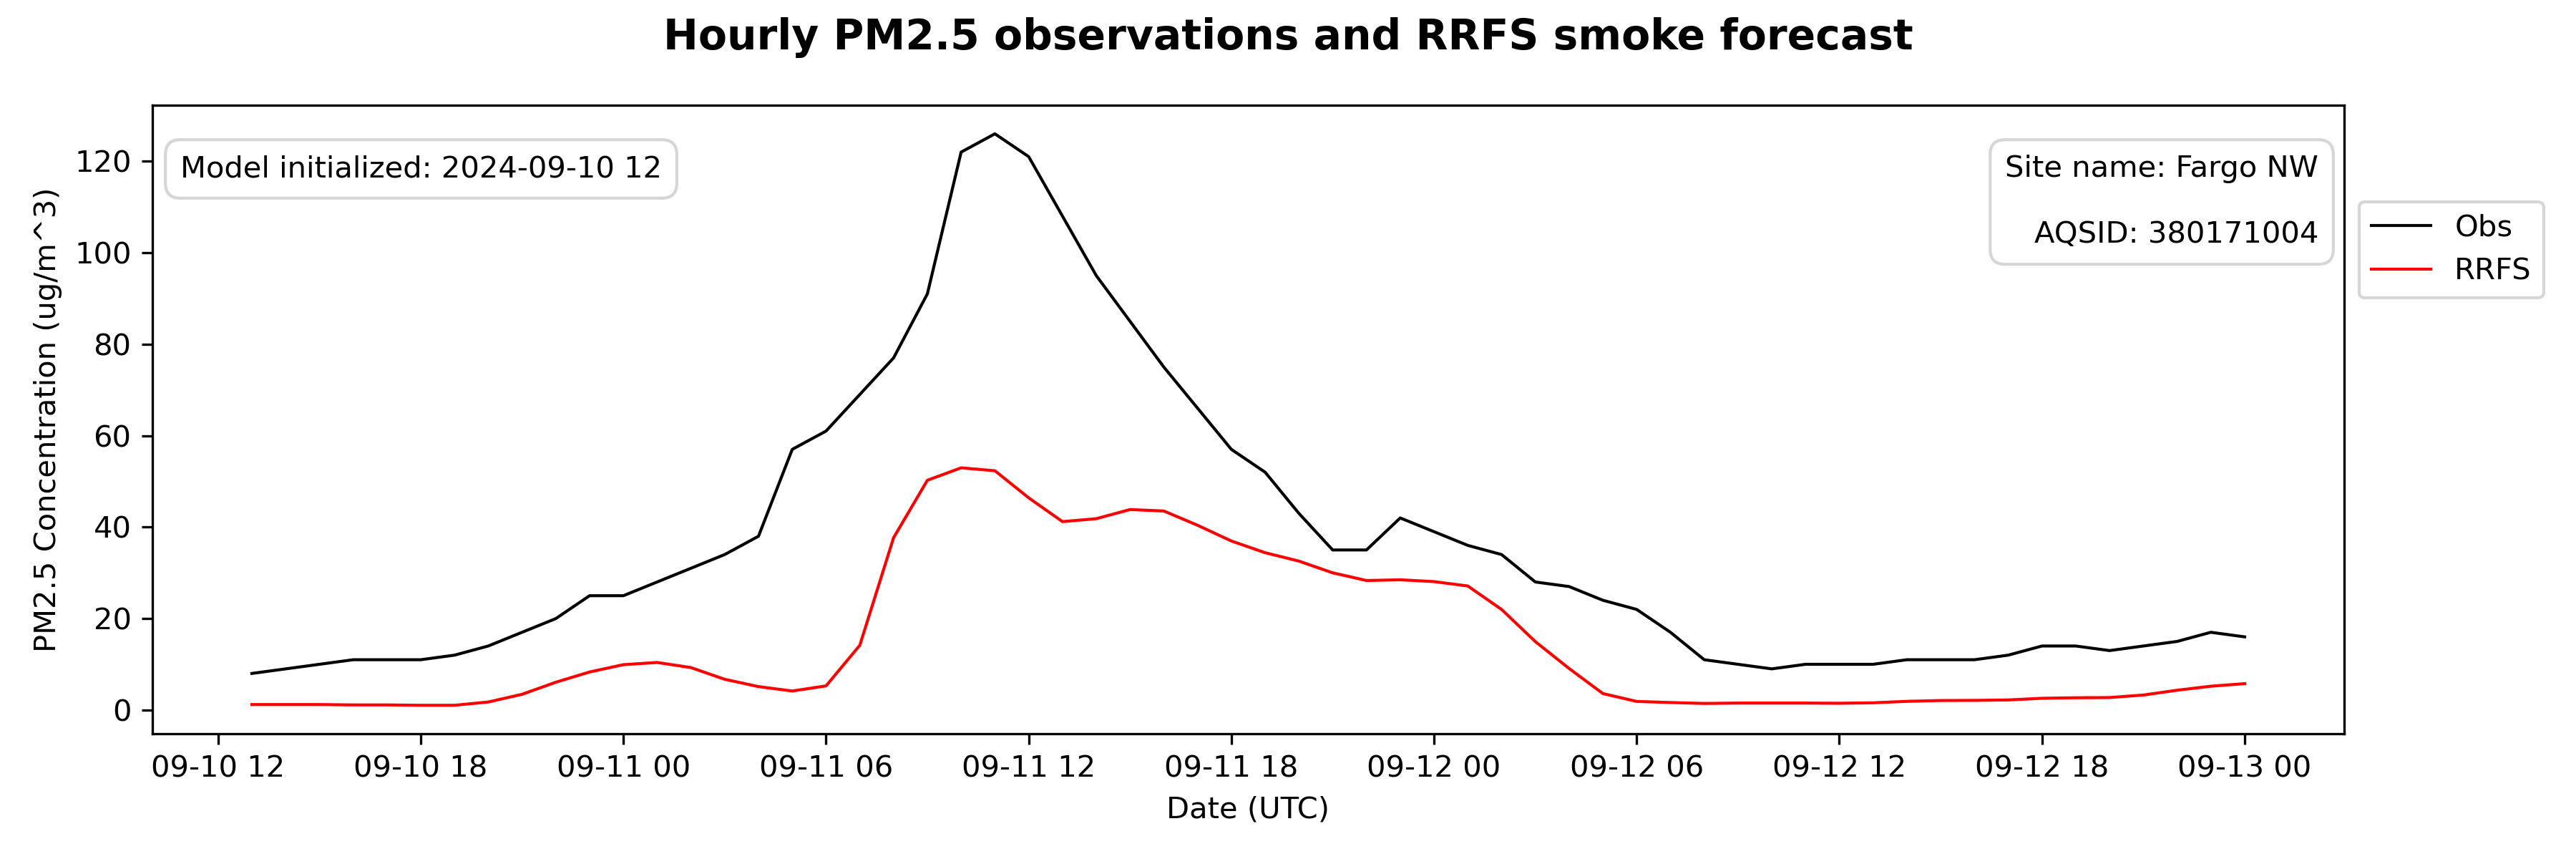 Hourly PM2.5 observations and RRFS smoke forecast
Model initialized: 2024-09-10 12
Site name: Fargo NW
AQSID: 380171004
Obs
RRFS
PM2.5 Concentration (ug/m^3)
120
100
80
60
40
20
0
09-10 12
09-10 18
09-11 00
09-11 06
09-11 12
09-11 18
09-12 00
09-12 06
09-12 12
09-12 18
09-13 00
Date (UTC)